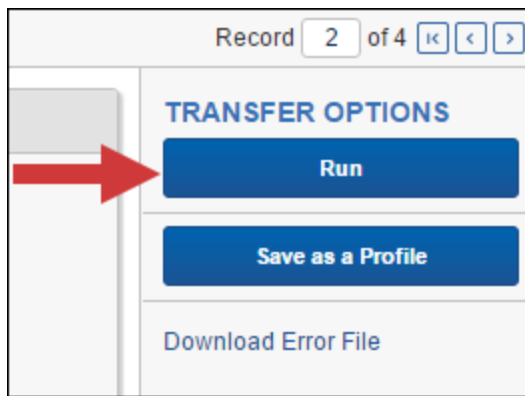 Record 2 of 4
TRANSFER OPTIONS
Run
Save as a Profile
Download Error File